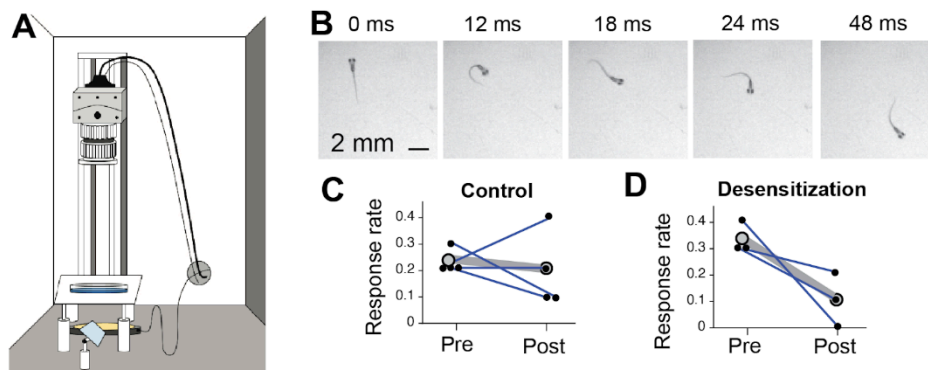 A
B
0 ms
12 ms
18 ms
24 ms
48 ms
2 mm
C
Control
Response rate
0.4
0.3
0.2
0.1
0
Pre
Post
D
Desensitization
Response rate
0.4
0.3
0.2
0.1
0
Pre
Post